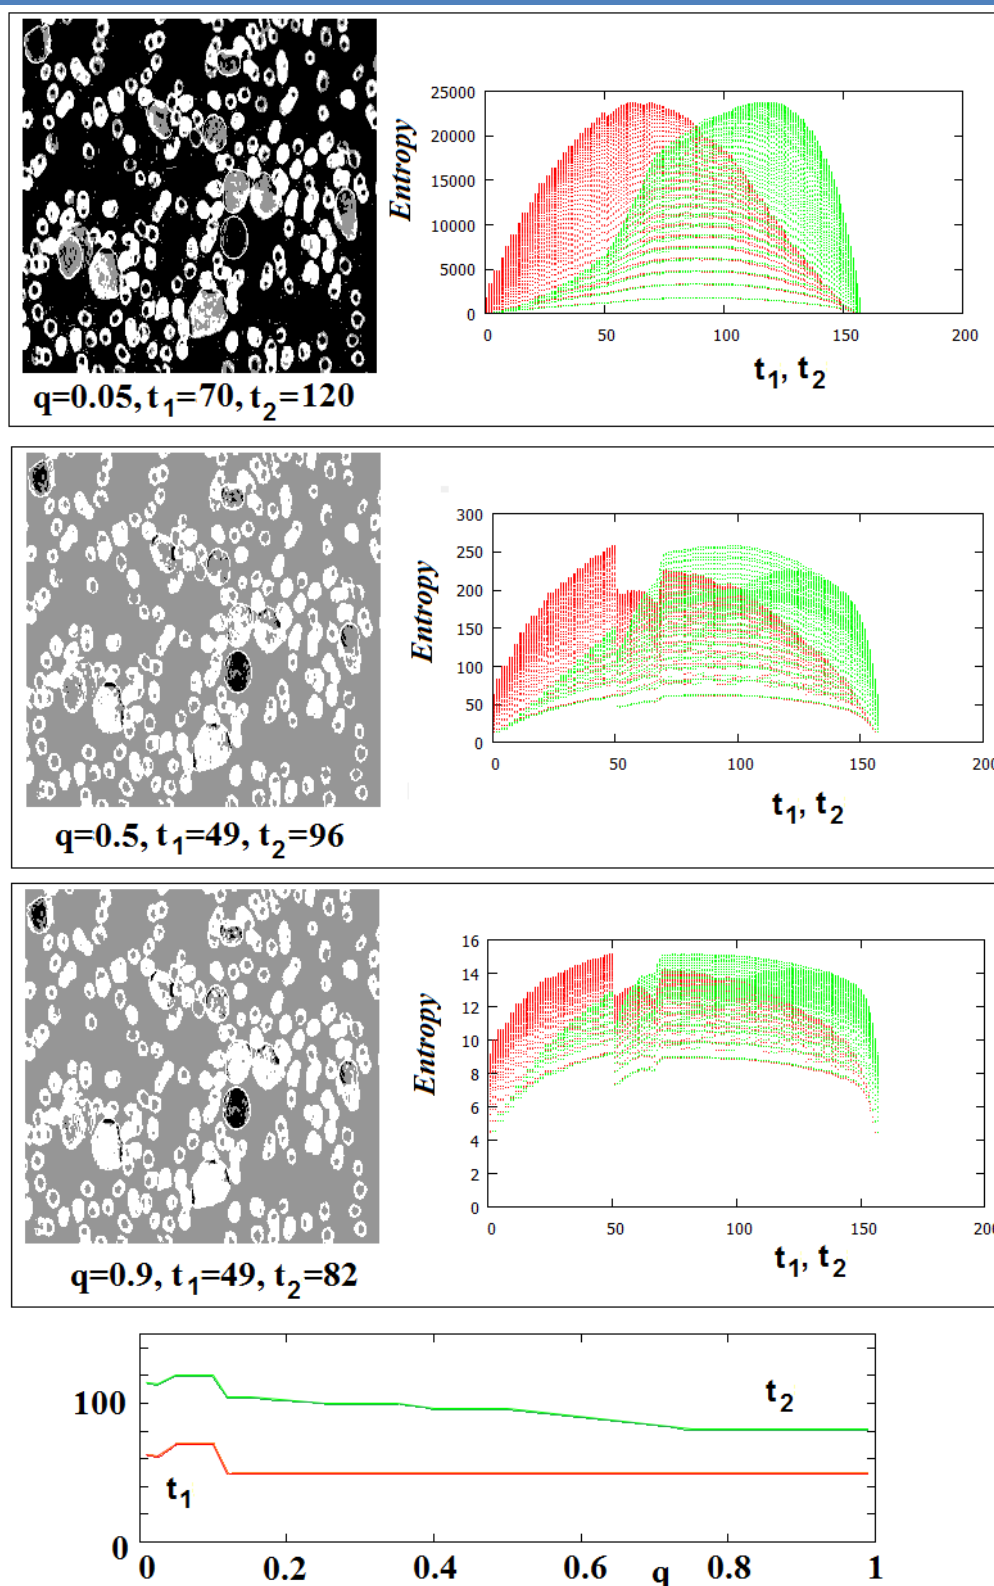 25000
20000
15000
10000
5000
0
Entropy
0 50 100 150 200
t₁, t₂
q=0.05, t₁=70, t₂=120
300
250
200
150
100
50
0
Entropy
0 50 100 150 200
t₁, t₂
q=0.5, t₁=49, t₂=96
16
14
12
10
8
6
4
2
0
Entropy
0 50 100 150 200
t₁, t₂
q=0.9, t₁=49, t₂=82
100
0
t₂
t₁
0 0.2 0.4 0.6 q 0.8 1